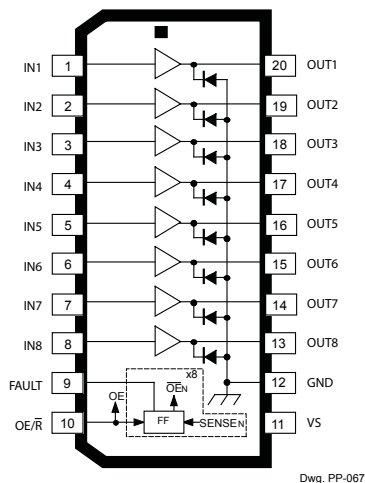 IN1 1 20 OUT1
IN2 2 19 OUT2
IN3 3 18 OUT3
IN4 4 17 OUT4
IN5 5 16 OUT5
IN6 6 15 OUT6
IN7 7 14 OUT7
IN8 8 13 OUT8
x8
FAULT 9 12 GND
OE O̅E̅N
OE/R̅ 10 FF SENSEN 11 VS
Dwg. PP-067